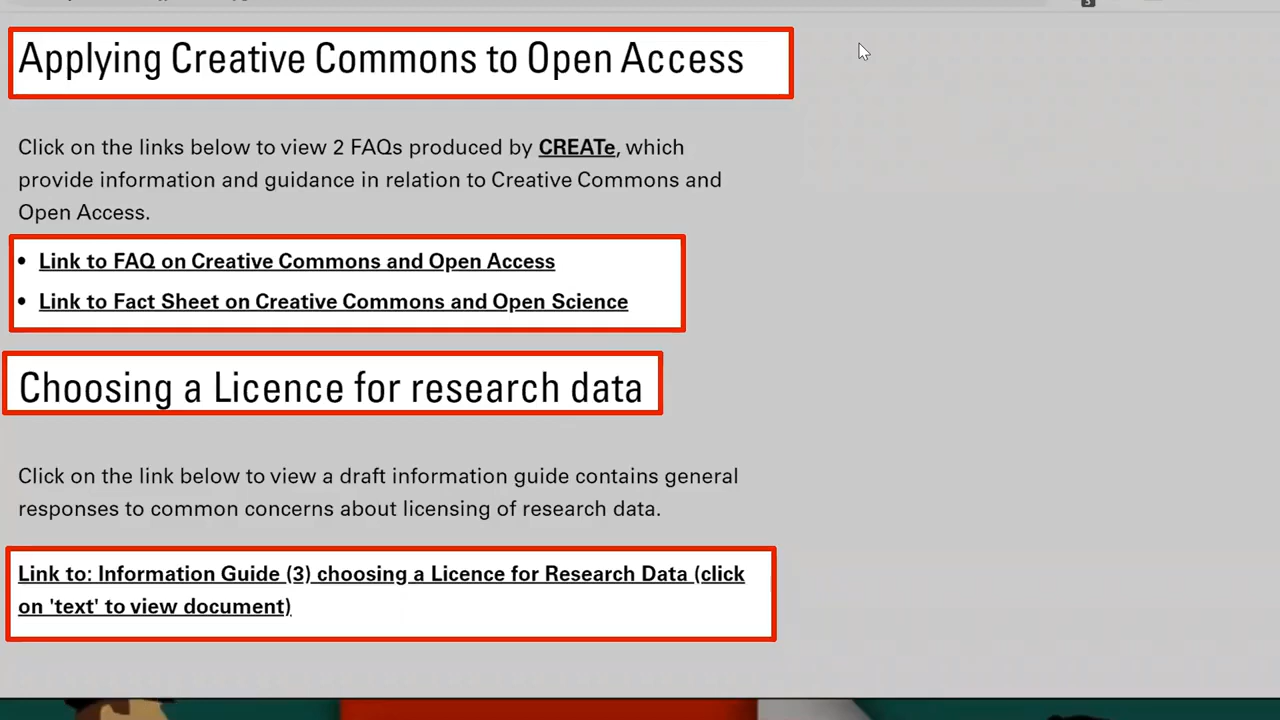 Applying Creative Commons to Open Access
Click on the links below to view 2 FAQs produced by CREATe, which
provide information and guidance in relation to Creative Commons and
Open Access.
• Link to FAQ on Creative Commons and Open Access
• Link to Fact Sheet on Creative Commons and Open Science
Choosing a Licence for research data
Click on the link below to view a draft information guide contains general
responses to common concerns about licensing of research data.
Link to: Information Guide (3) choosing a Licence for Research Data (click
on 'text' to view document)